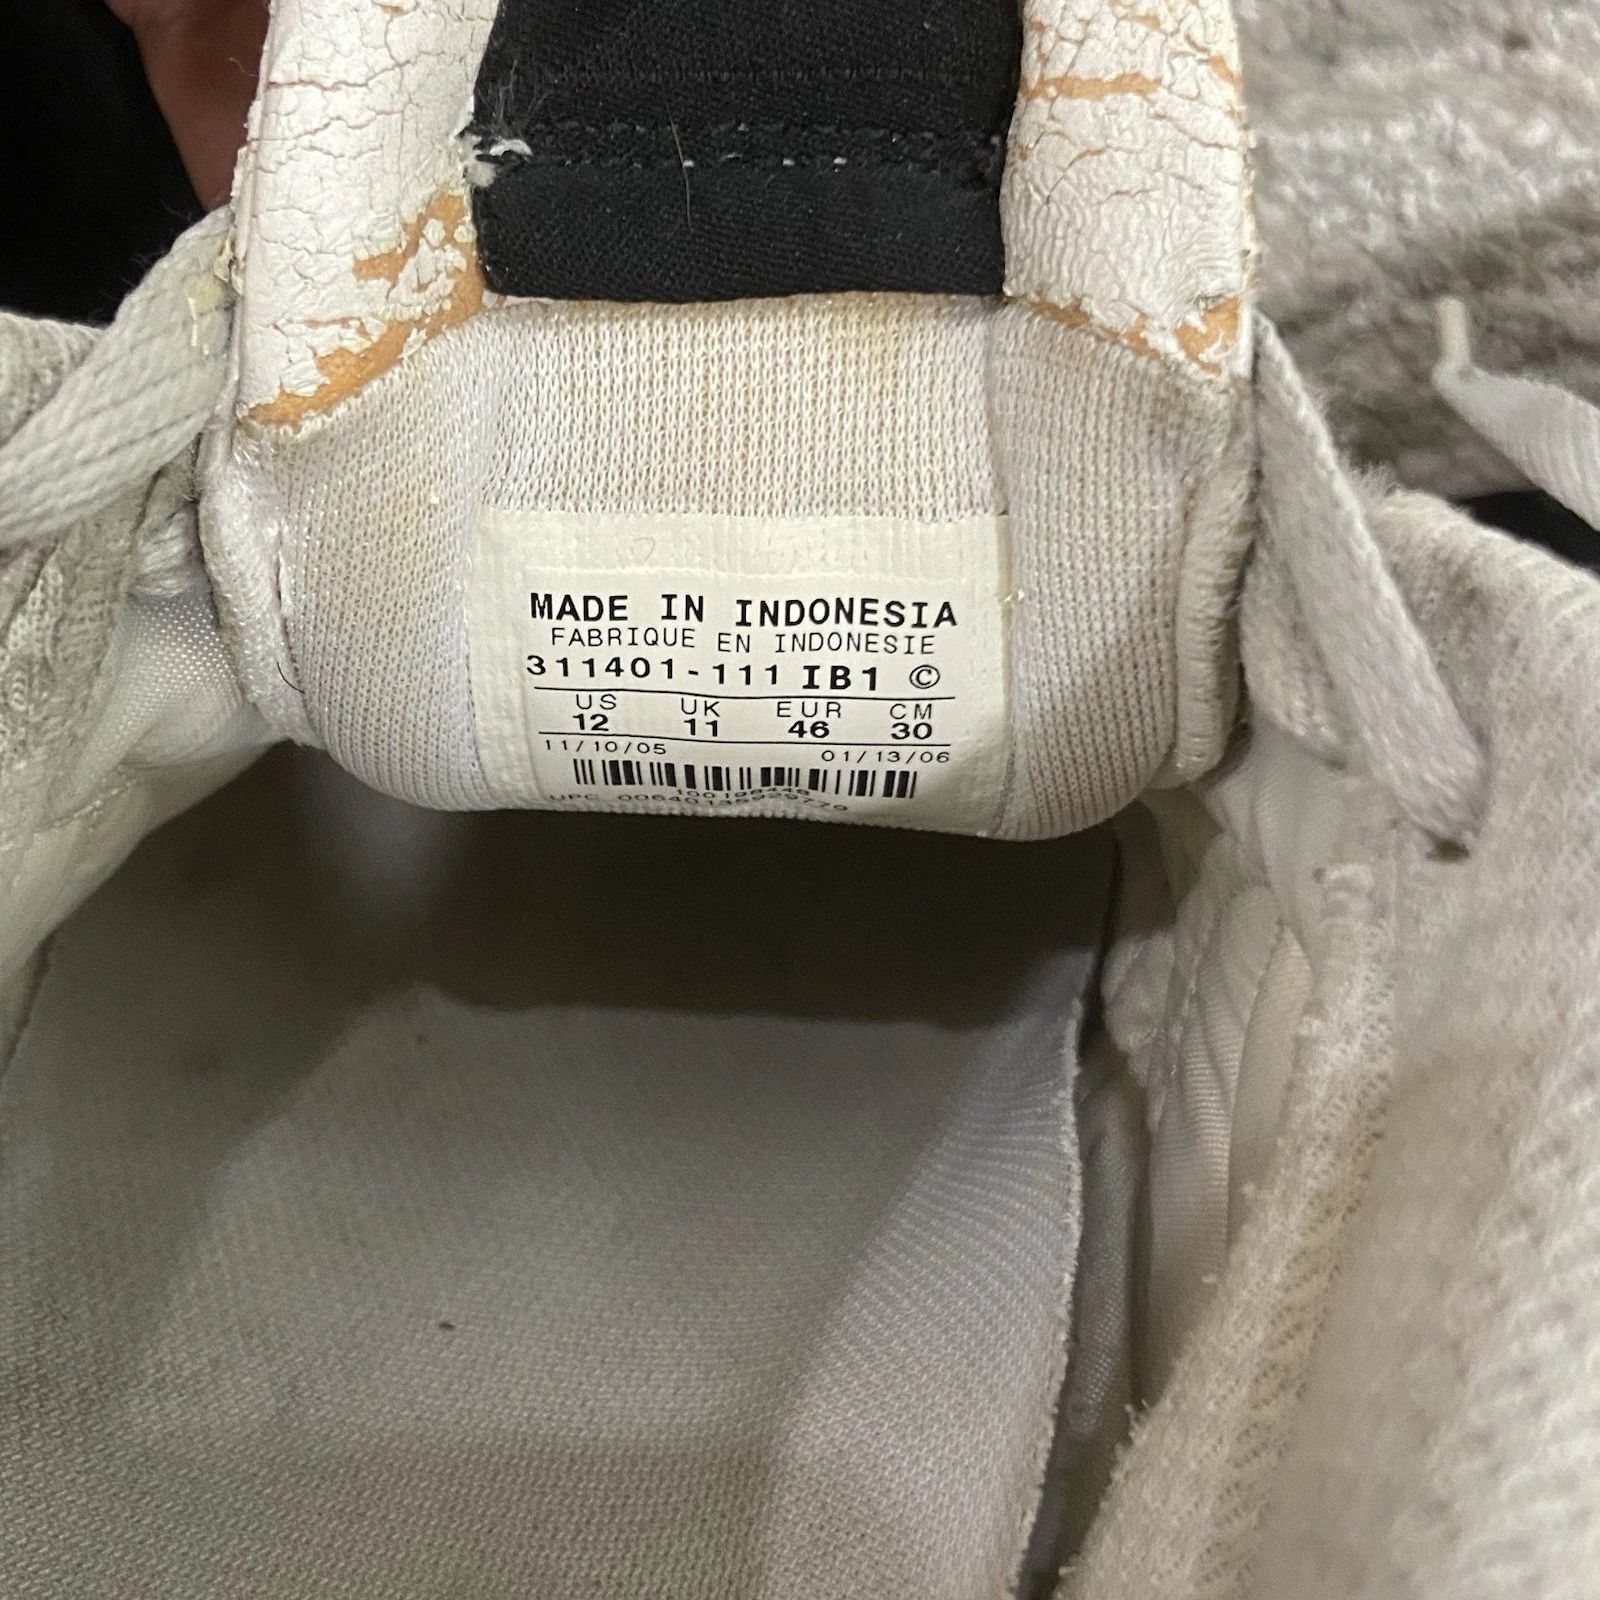 MADE IN INDONESIA
FABRIQUE EN INDONESIE
311401-111 IB1 ©
US UK EUR CM
12 11 46 30
11/10/05 01/13/06
UPC